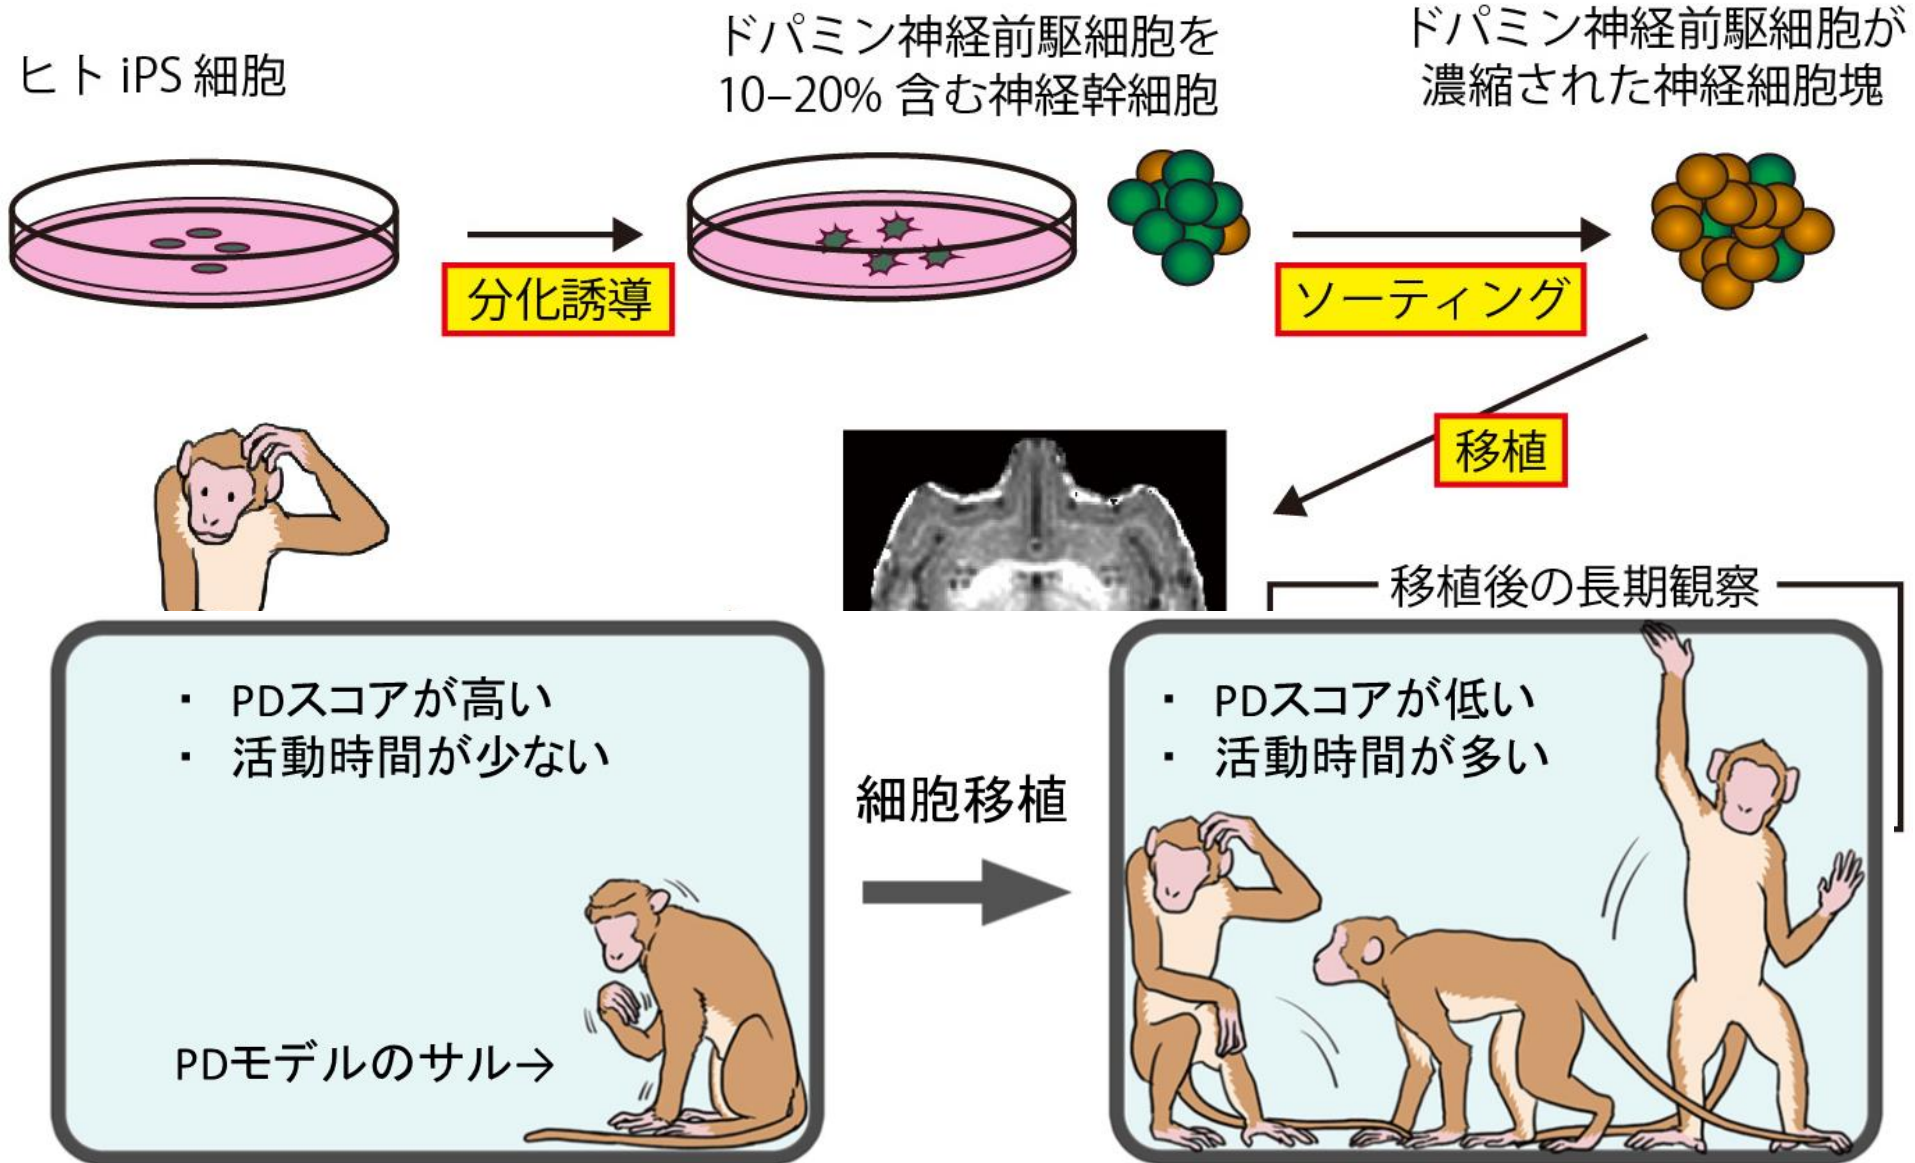 ヒト iPS 細胞
ドパミン神経前駆細胞を
10–20% 含む神経幹細胞
ドパミン神経前駆細胞が
濃縮された神経細胞塊
分化誘導
ソーティング
移植
移植後の長期観察
・ PDスコアが高い
・ 活動時間が少ない
PDモデルのサル→
細胞移植
・ PDスコアが低い
・ 活動時間が多い